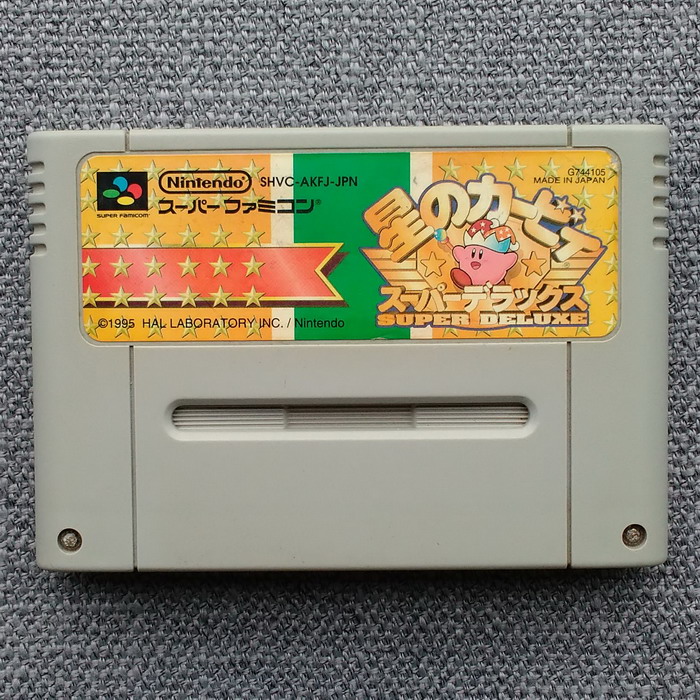 G744105
MADE IN JAPAN
Nintendo SHVC-AKFJ-JPN
SUPER FAMICOM
スーパーファミコン®
星のカービィ
スーパーデラックス
SUPER DELUXE
©1995 HAL LABORATORY INC. / Nintendo